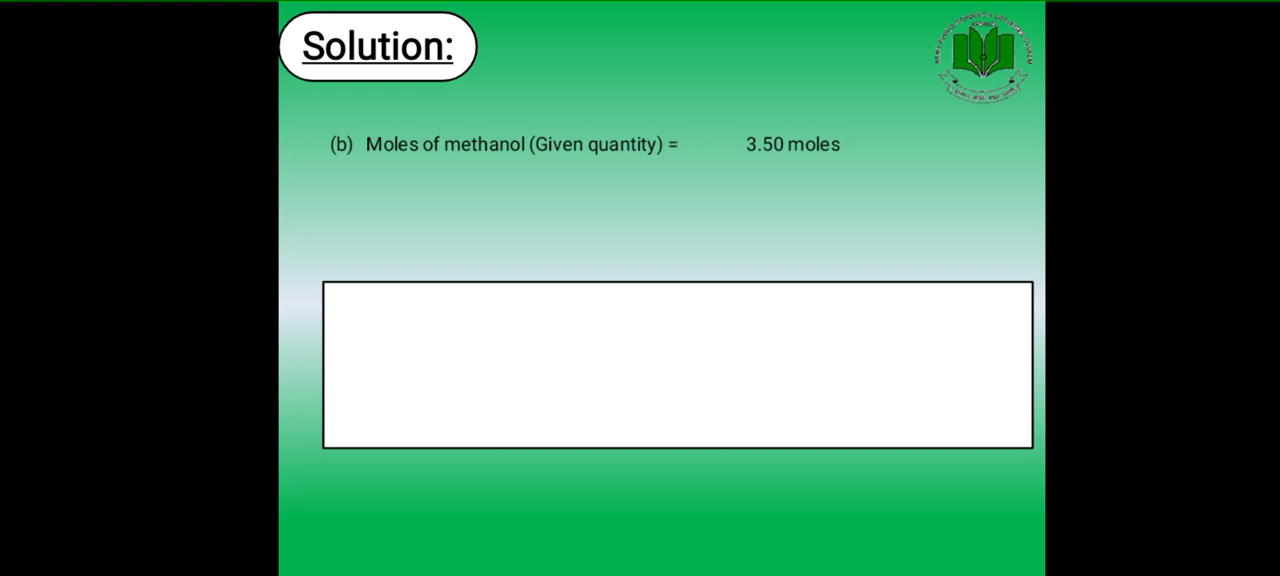 Solution:
(b) Moles of methanol (Given quantity) = 3.50 moles